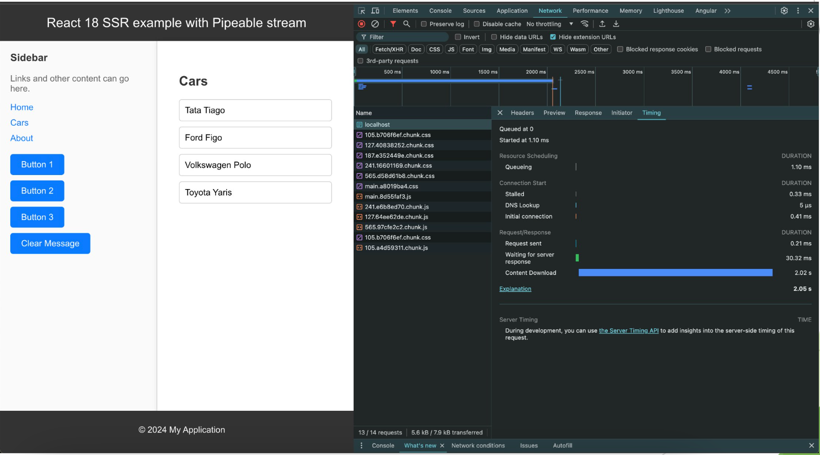 React 18 SSR example with Pipeable stream
Sidebar
Links and other content can go
here.
Home
Cars
About
Button 1
Button 2
Button 3
Clear Message
Cars
Tata Tiago
Ford Figo
Volkswagen Polo
Toyota Yaris
© 2024 My Application
Elements Console Sources Application Network Performance Memory Lighthouse Angular
Preserve log Disable cache No throttling
Filter Invert Hide data URLs Hide extension URLs
All Fetch/XHR Doc CSS JS Font Img Media Manifest WS Wasm Other Blocked response cookies Blocked requests
3rd-party requests
500 ms 1000 ms 1500 ms 2000 ms 2500 ms 3000 ms 3500 ms 4000 ms 4500 ms
Name
localhost
105.b706f6ef.chunk.css
127.40838252.chunk.css
187.e352449e.chunk.css
241.16601169.chunk.css
565.d58d61b8.chunk.css
main.a8019ba4.css
main.8d551af3.js
241.e6b8ed70.chunk.js
127.64ee62de.chunk.js
565.97cfe2c2.chunk.js
105.b706f6ef.chunk.css
105.a4d59311.chunk.js
13 / 14 requests 5.6 kB / 7.9 kB transferred
Headers Preview Response Initiator Timing
Queued at 0
Started at 1.10 ms
Resource Scheduling DURATION
Queueing 1.10 ms
Connection Start DURATION
Stalled 0.33 ms
DNS Lookup 5 µs
Initial connection 0.41 ms
Request/Response DURATION
Request sent 0.21 ms
Waiting for server
response 30.32 ms
Content Download 2.02 s
Explanation 2.05 s
Server Timing TIME
During development, you can use the Server Timing API to add insights into the server-side timing of this
request.
Console What's new Network conditions Issues Autofill